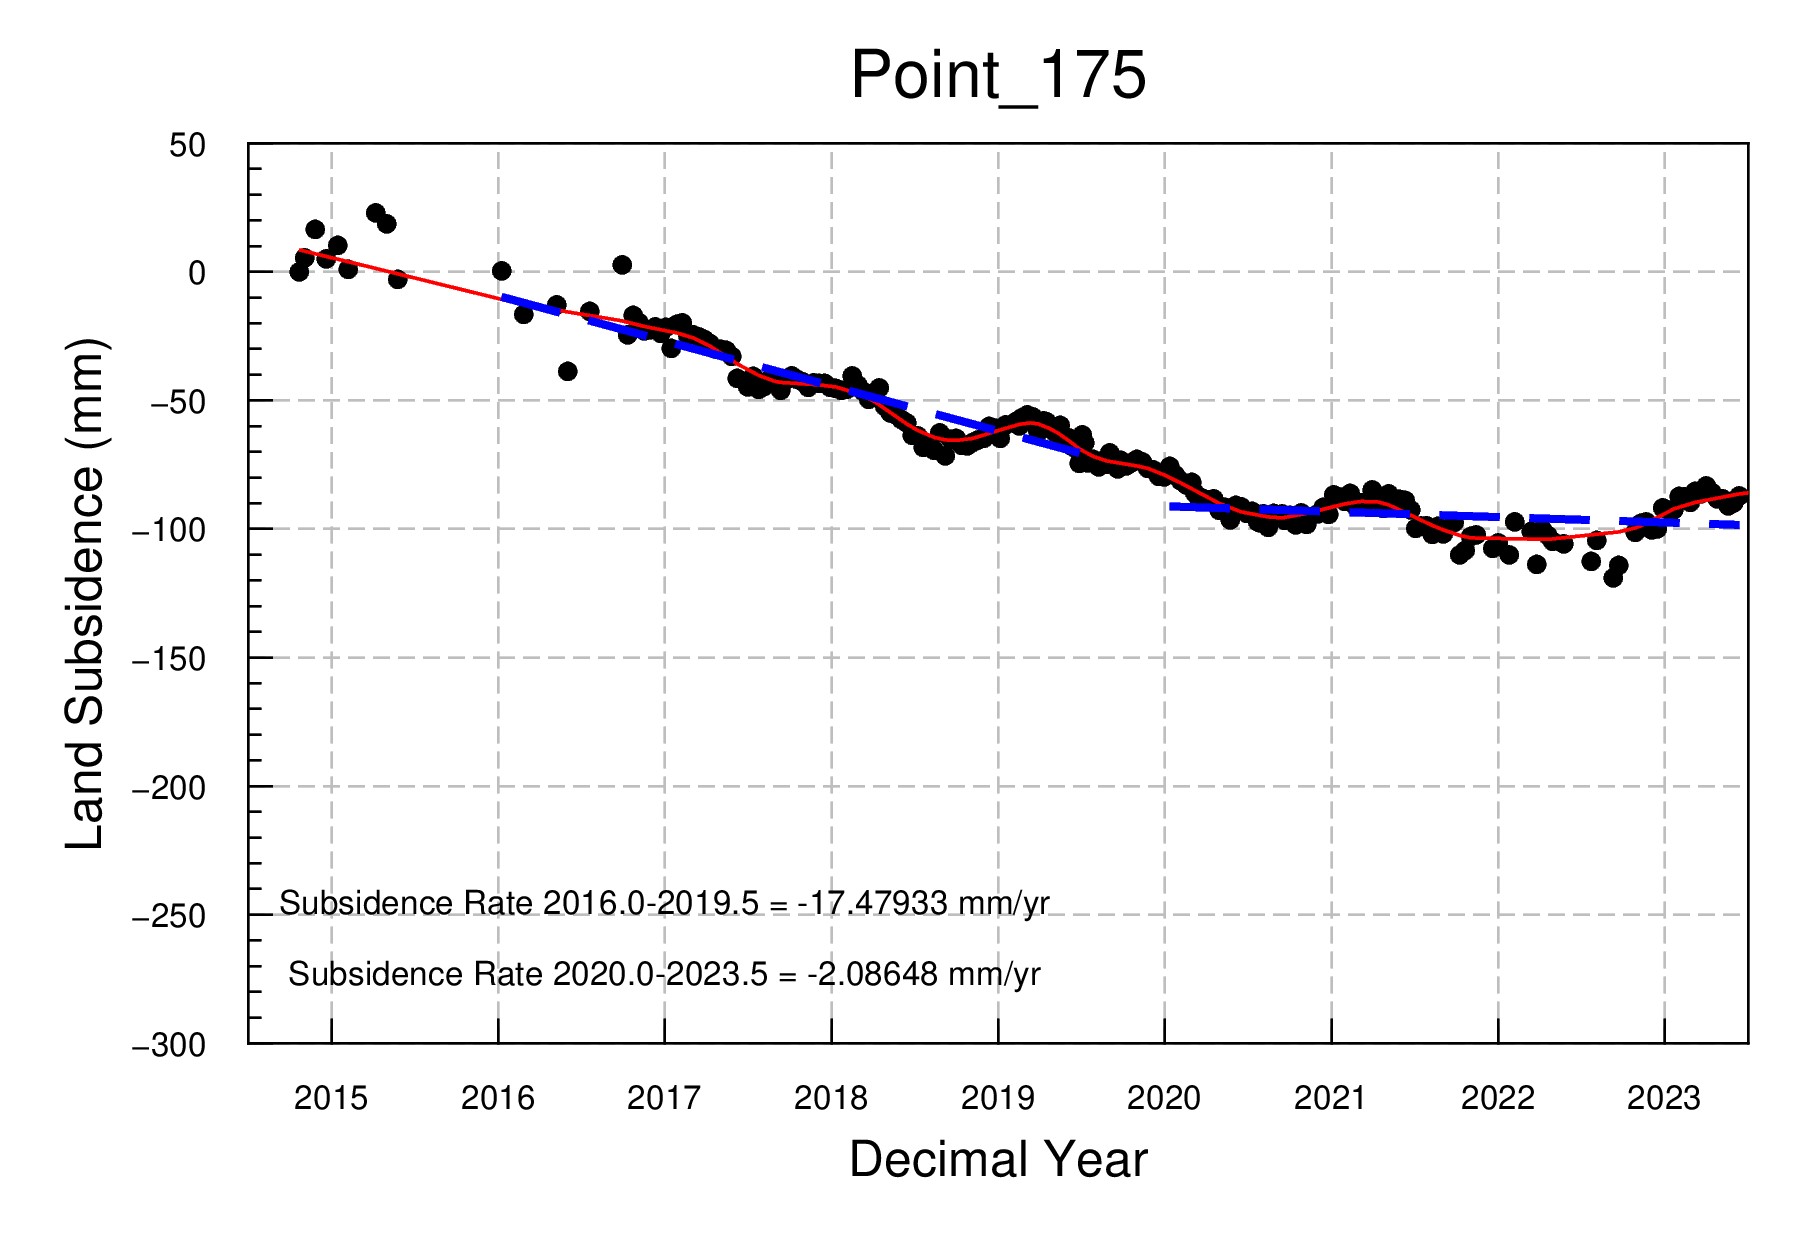 Point_175
50
0
−50
−100
−150
−200
−250
−300
Land Subsidence (mm)
Subsidence Rate 2016.0-2019.5 = -17.47933 mm/yr
Subsidence Rate 2020.0-2023.5 = -2.08648 mm/yr
2015 2016 2017 2018 2019 2020 2021 2022 2023
Decimal Year